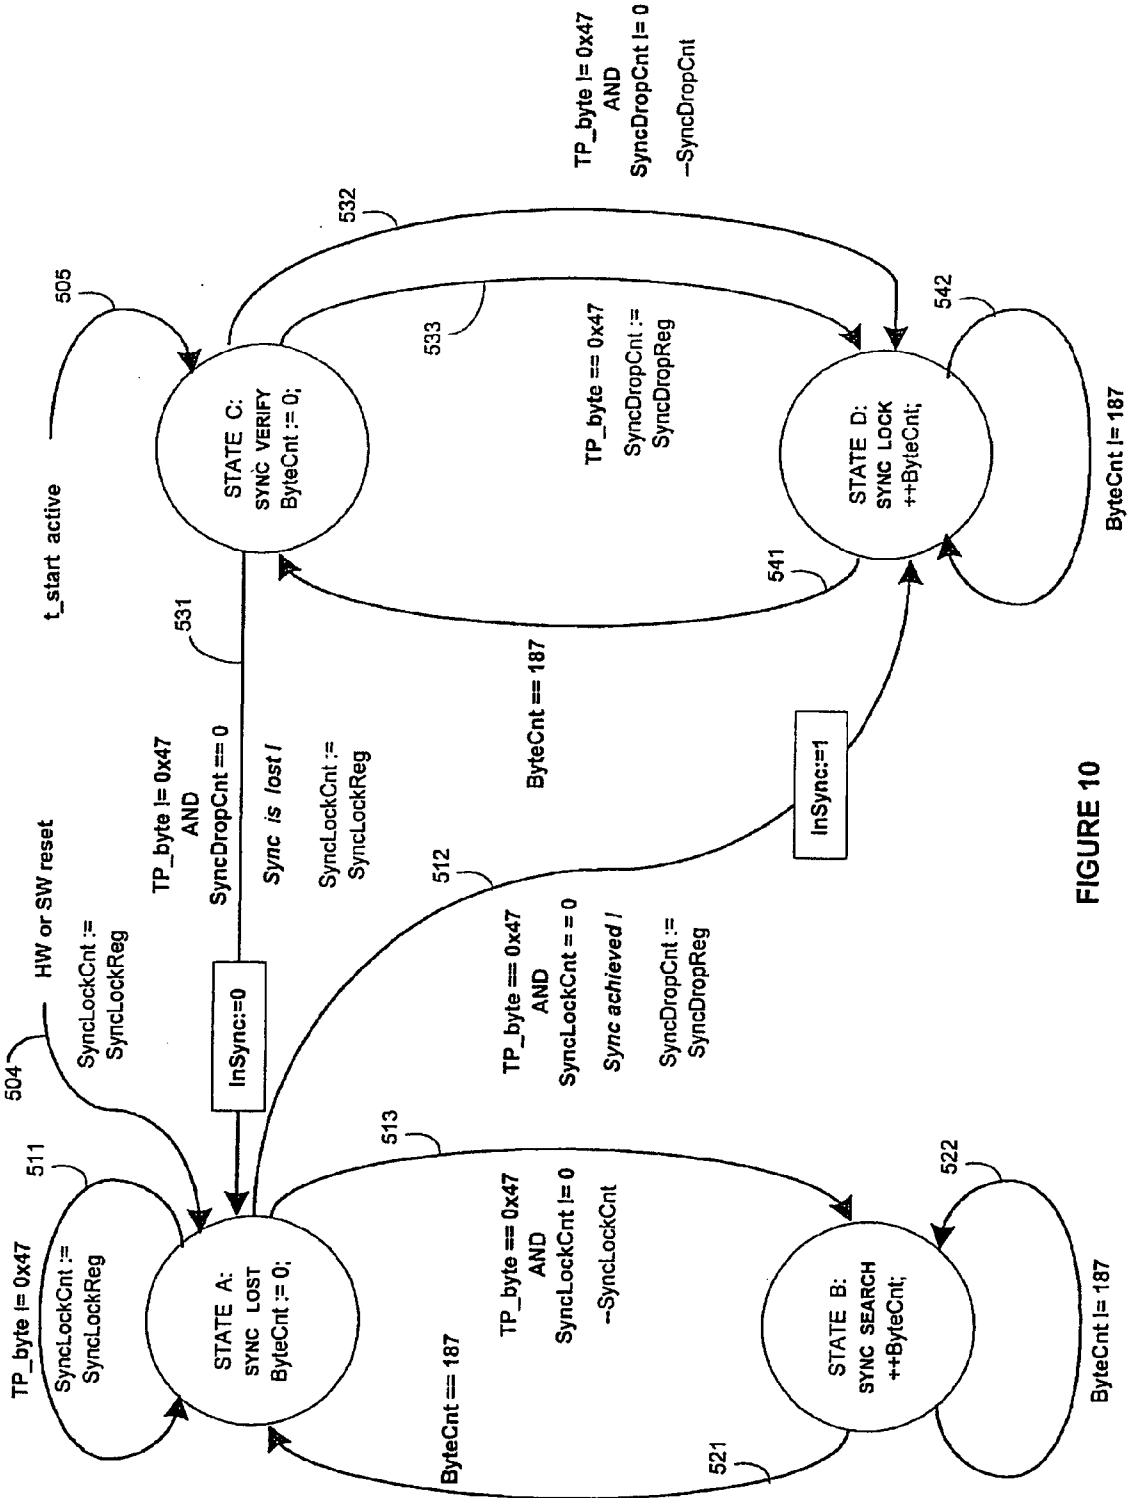 TP_byte != 0x47
SyncLockCnt :=
SyncLockReg
511
504
HW or SW reset
SyncLockCnt :=
SyncLockReg
t_start active
505
STATE A:
SYNC LOST
ByteCnt := 0;
InSync:=0
TP_byte != 0x47
AND
SyncDropCnt == 0
Sync is lost !
SyncLockCnt :=
SyncLockReg
531
STATE C:
SYNC VERIFY
ByteCnt := 0;
532
TP_byte != 0x47
AND
SyncDropCnt != 0
--SyncDropCnt
533
TP_byte == 0x47
SyncDropCnt :=
SyncDropReg
512
TP_byte == 0x47
AND
SyncLockCnt = = 0
Sync achieved !
SyncDropCnt :=
SyncDropReg
513
TP_byte == 0x47
AND
SyncLockCnt != 0
--SyncLockCnt
ByteCnt == 187
521
ByteCnt == 187
541
InSync:=1
STATE B:
SYNC SEARCH
++ByteCnt;
522
ByteCnt != 187
STATE D:
SYNC LOCK
++ByteCnt;
542
ByteCnt != 187
FIGURE 10